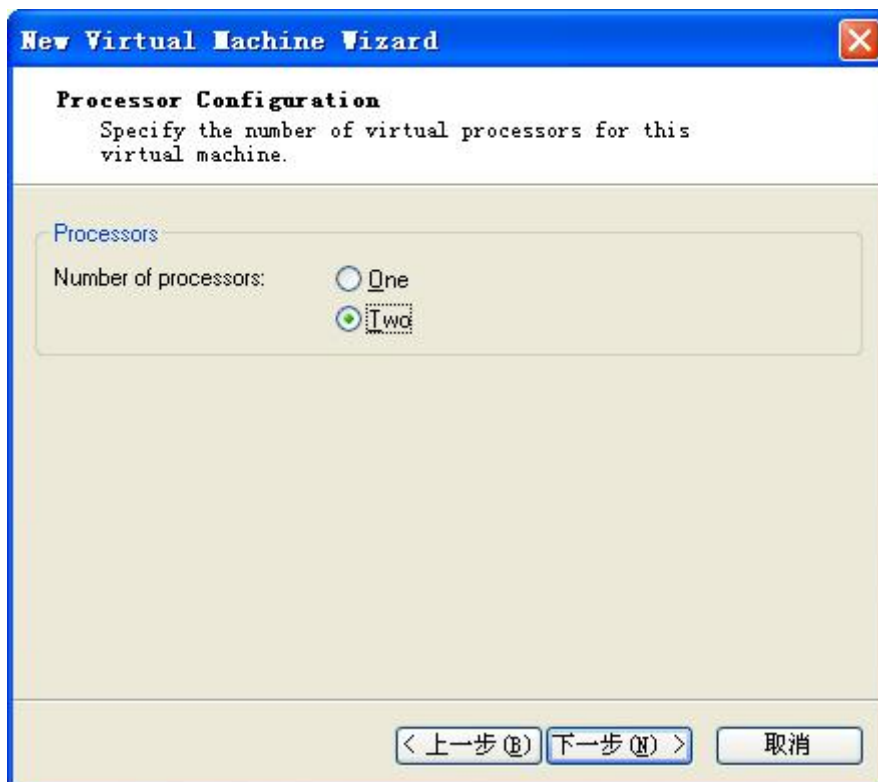 New Virtual Machine Wizard
Processor Configuration
Specify the number of virtual processors for this
virtual machine.
Processors
Number of processors:
One
Two
< 上一步(B) 下一步(N) > 取消